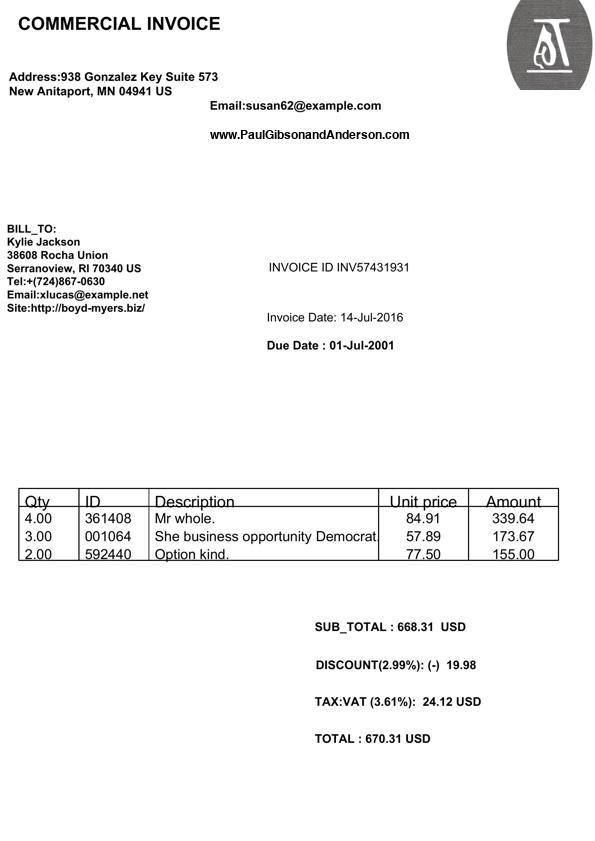 COMMERCIAL INVOICE
Address:938 Gonzalez Key Suite 573
New Anitaport, MN 04941 US
Email:susan62@example.com
www.PaulGibsonandAnderson.com
BILL_TO:
Kylie Jackson
38608 Rocha Union
Serranoview, RI 70340 US
Tel:+(724)867-0630
Email:xlucas@example.net
Site:http://boyd-myers.biz/
INVOICE ID INV57431931
Invoice Date: 14-Jul-2016
Due Date : 01-Jul-2001
Qty ID Description Unit price Amount
4.00 361408 Mr whole. 84.91 339.64
3.00 001064 She business opportunity Democrat. 57.89 173.67
2.00 592440 Option kind. 77.50 155.00
SUB_TOTAL : 668.31 USD
DISCOUNT(2.99%): (-) 19.98
TAX:VAT (3.61%): 24.12 USD
TOTAL : 670.31 USD